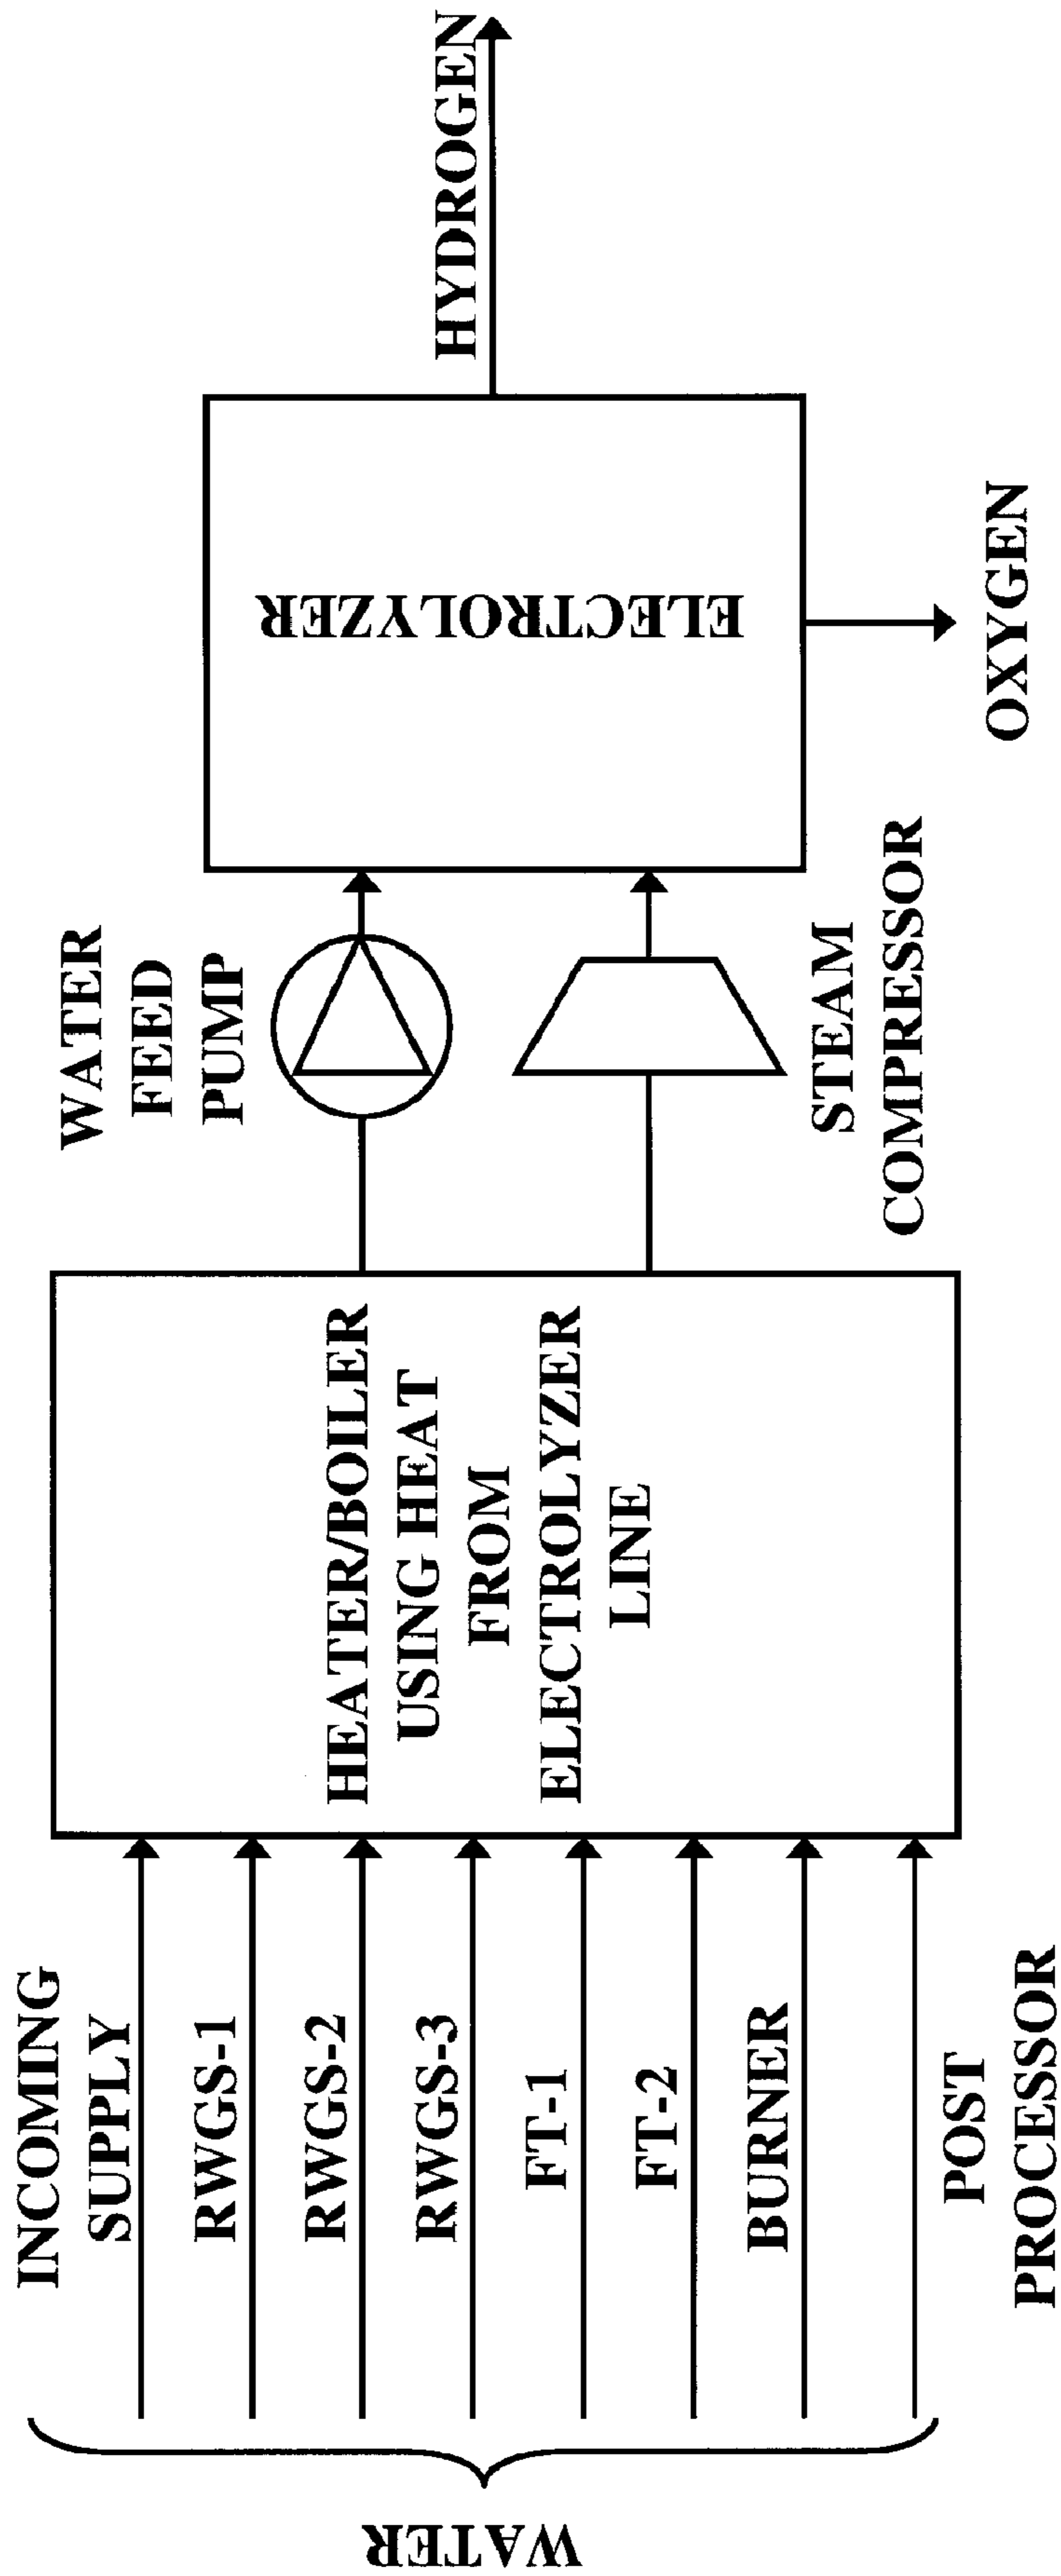 WATER
INCOMING
SUPPLY
RWGS-1
RWGS-2
RWGS-3
FT-1
FT-2
BURNER
POST
PROCESSOR
HEATER/BOILER
USING HEAT
FROM
ELECTROLYZER
LINE
WATER
FEED
PUMP
STEAM
COMPRESSOR
ELECTROLYZER
HYDROGEN
OXYGEN